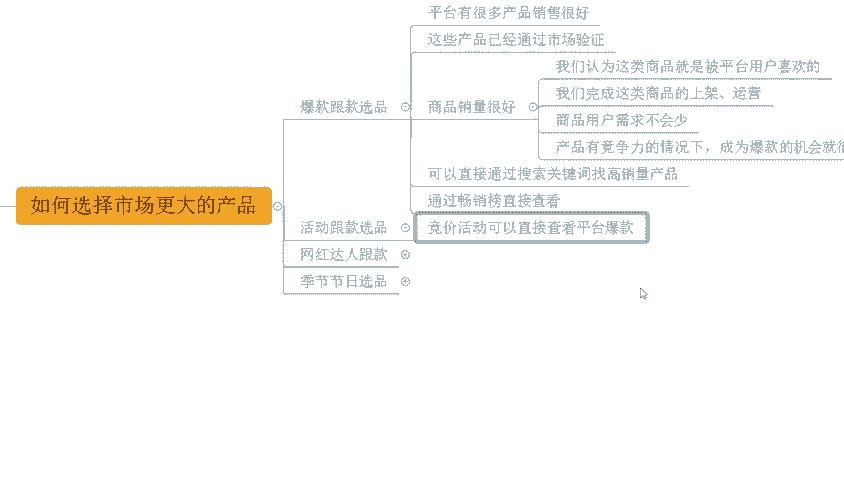 如何选择市场更大的产品
爆款跟款选品
平台有很多产品销售很好
这些产品已经通过市场验证
商品销量很好
我们认为这类商品就是被平台用户喜欢的
我们完成这类商品的上架、运营
商品用户需求不会少
产品有竞争力的情况下，成为爆款的机会就
可以直接通过搜索关键词找高销量产品
通过畅销榜直接查看
活动跟款选品
竞价活动可以直接查看平台爆款
网红达人跟款
季节节日选品